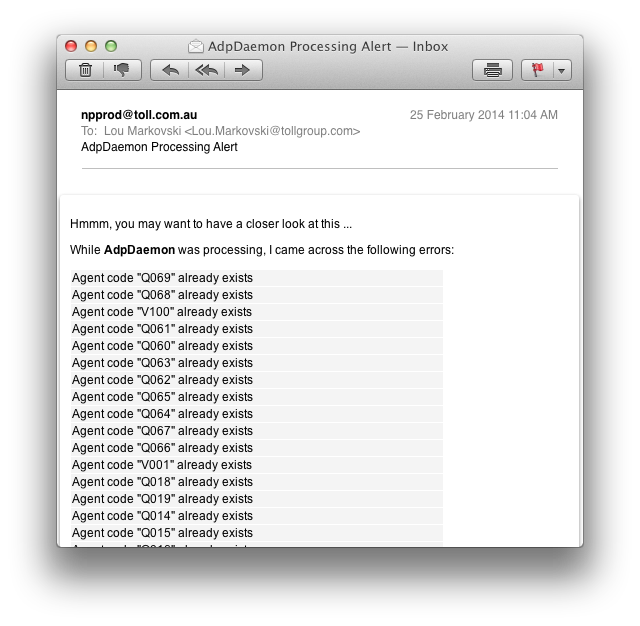 AdpDaemon Processing Alert — Inbox
npprod@toll.com.au 25 February 2014 11:04 AM
To: Lou Markovski <Lou.Markovski@tollgroup.com>
AdpDaemon Processing Alert
Hmmm, you may want to have a closer look at this ...
While AdpDaemon was processing, I came across the following errors:
Agent code "Q069" already exists
Agent code "Q068" already exists
Agent code "V100" already exists
Agent code "Q061" already exists
Agent code "Q060" already exists
Agent code "Q063" already exists
Agent code "Q062" already exists
Agent code "Q065" already exists
Agent code "Q064" already exists
Agent code "Q067" already exists
Agent code "Q066" already exists
Agent code "V001" already exists
Agent code "Q018" already exists
Agent code "Q019" already exists
Agent code "Q014" already exists
Agent code "Q015" already exists